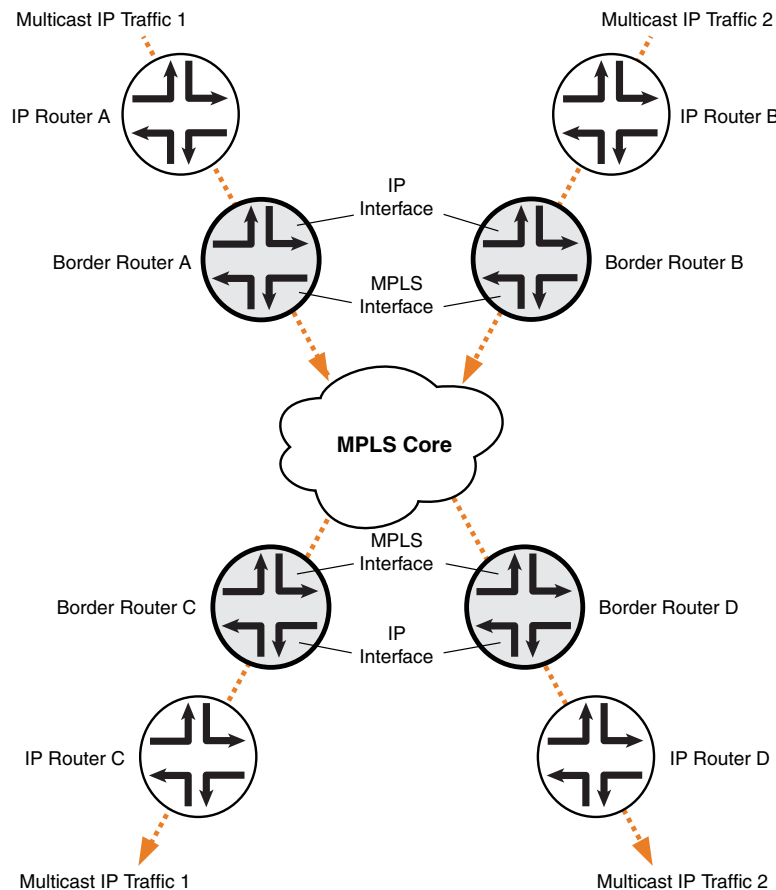 Multicast IP Traffic 1
Multicast IP Traffic 2
IP Router A
IP Router B
IP
Interface
Border Router A
Border Router B
MPLS
Interface
MPLS Core
MPLS
Interface
Border Router C
Border Router D
IP
Interface
IP Router C
IP Router D
Multicast IP Traffic 1
Multicast IP Traffic 2